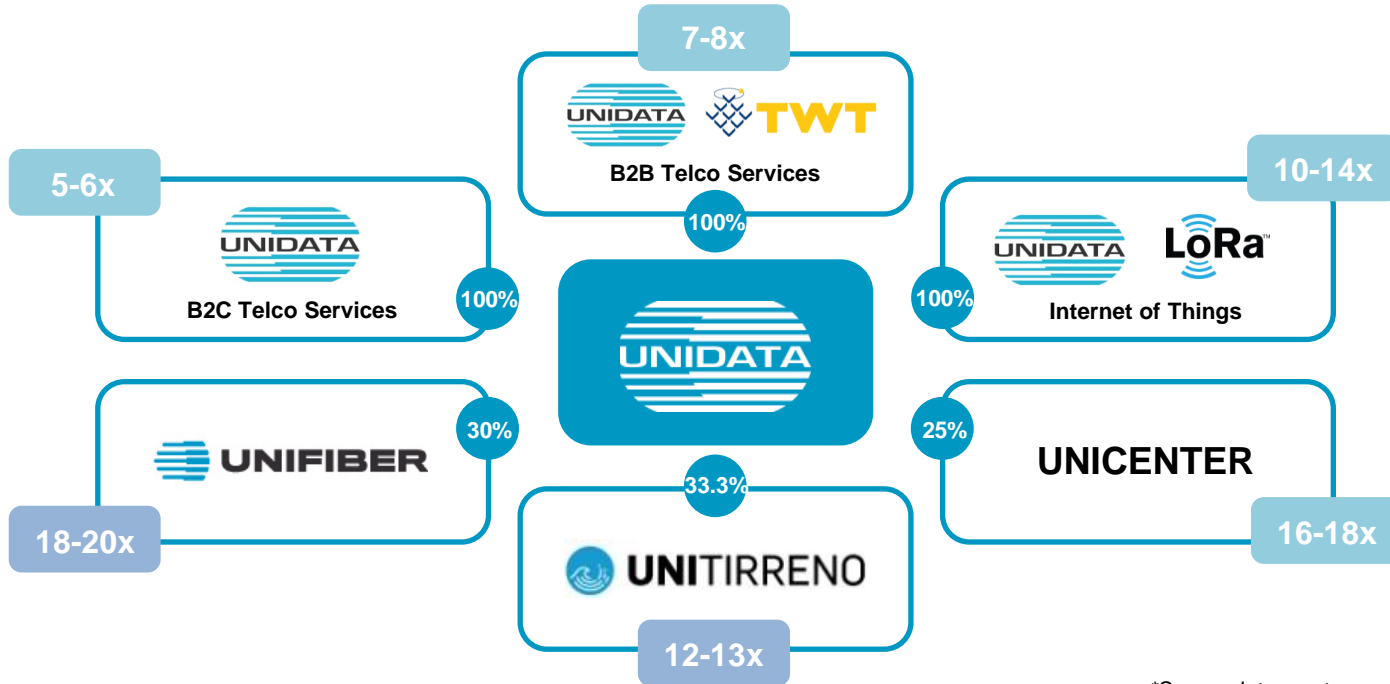 7-8x
UNIDATA TWT
B2B Telco Services
100%
5-6x
UNIDATA
B2C Telco Services
100%
10-14x
UNIDATA LoRa™
Internet of Things
100%
UNIDATA
UNIFIBER
30%
18-20x
25%
UNICENTER
16-18x
33.3%
UNITIRRENO
12-13x